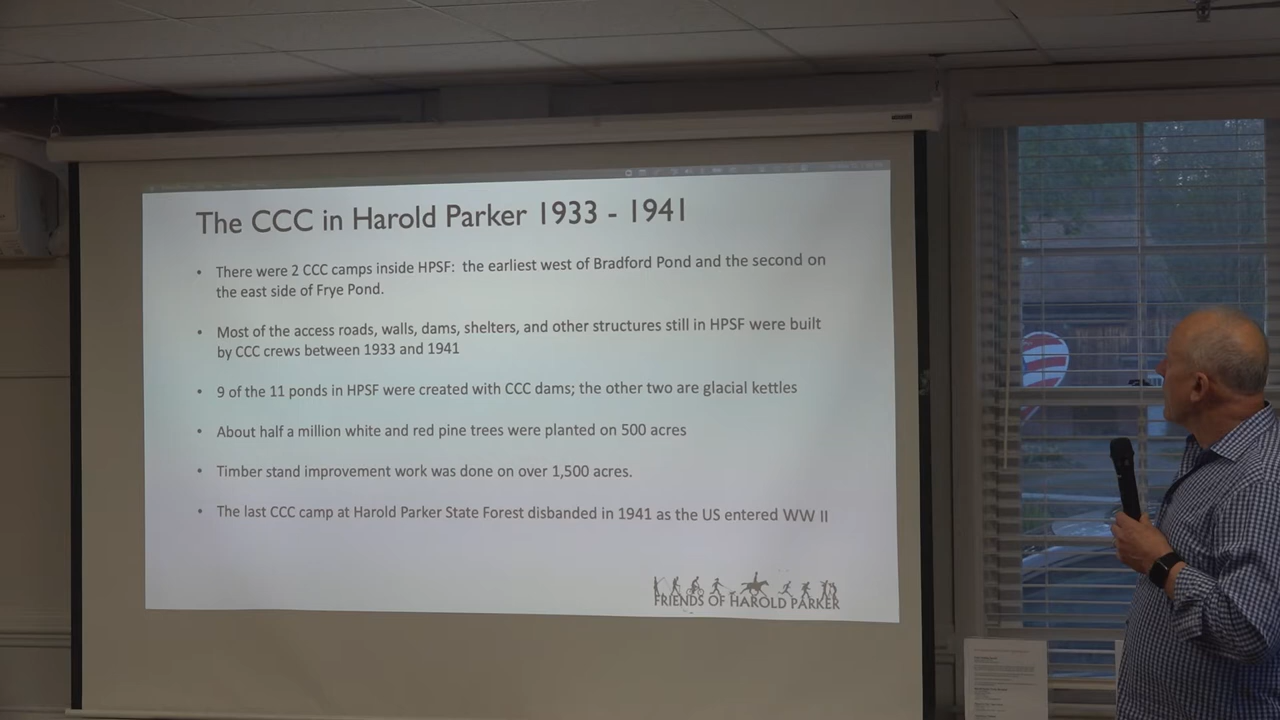 The CCC in Harold Parker 1933 - 1941
• There were 2 CCC camps inside HPSF: the earliest west of Bradford Pond and the second on
the east side of Frye Pond.
• Most of the access roads, walls, dams, shelters, and other structures still in HPSF were built
by CCC crews between 1933 and 1941
• 9 of the 11 ponds in HPSF were created with CCC dams; the other two are glacial kettles
• About half a million white and red pine trees were planted on 500 acres
• Timber stand improvement work was done on over 1,500 acres.
• The last CCC camp at Harold Parker State Forest disbanded in 1941 as the US entered WW II
FRIENDS OF HAROLD PARKER